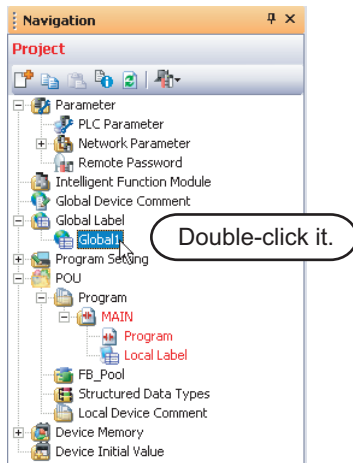 Navigation
Project
Parameter
PLC Parameter
Network Parameter
Remote Password
Intelligent Function Module
Global Device Comment
Global Label
Global1
Double-click it.
Program Setting
POU
Program
MAIN
Program
Local Label
FB_Pool
Structured Data Types
Local Device Comment
Device Memory
Device Initial Value